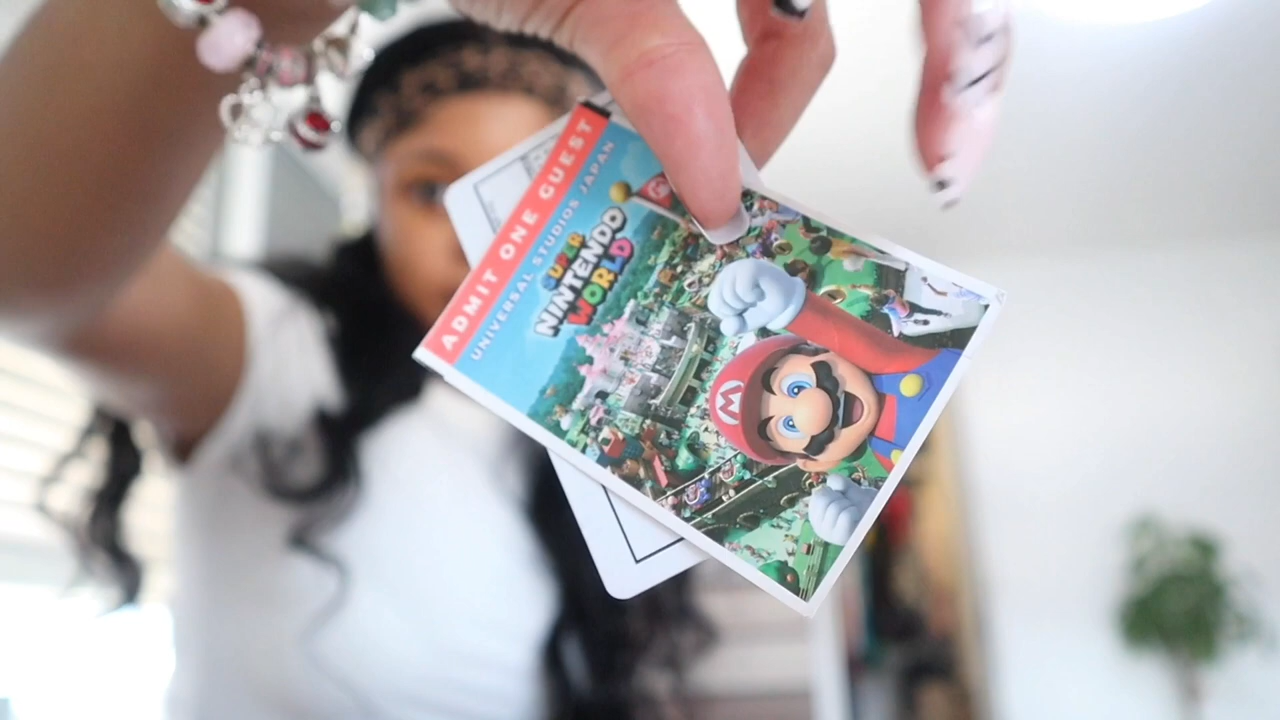 ADMIT ONE GUEST
UNIVERSAL STUDIOS JAPAN
SUPER
NINTENDO
WORLD
M